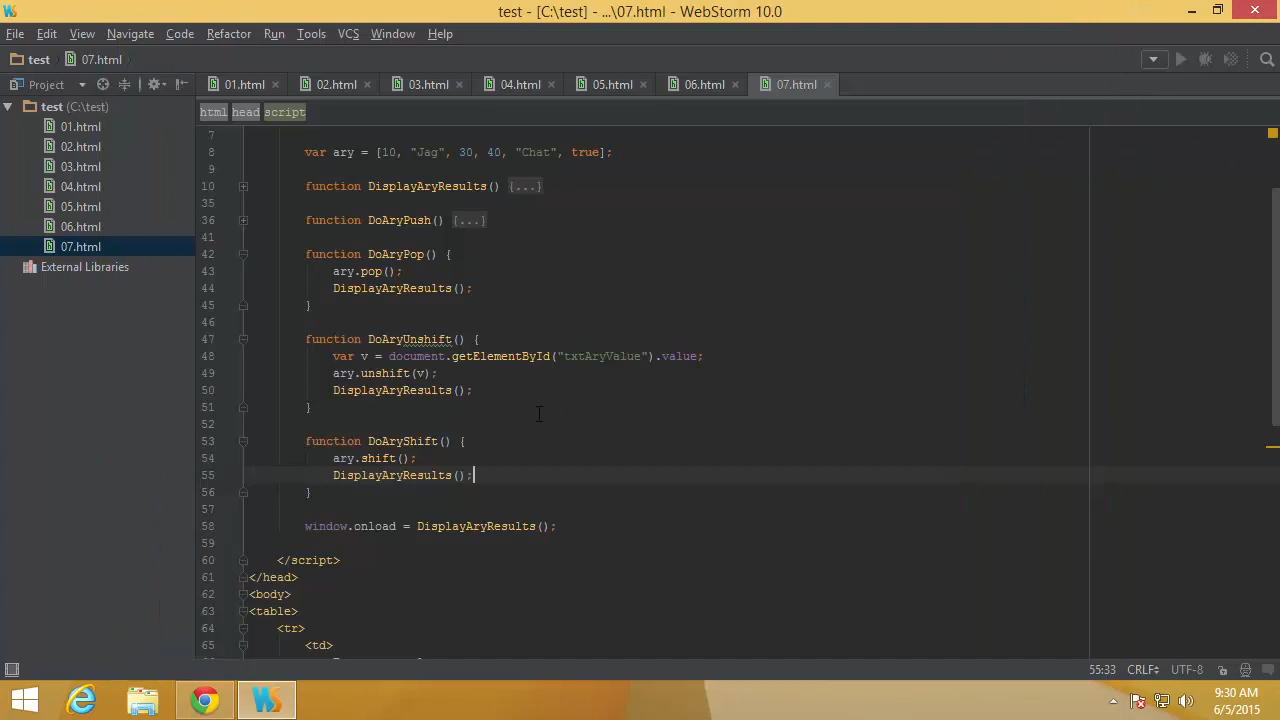 test - [C:\test] - ...\07.html - WebStorm 10.0
File Edit View Navigate Code Refactor Run Tools VCS Window Help
test 07.html
Project 01.html 02.html 03.html 04.html 05.html 06.html 07.html
test (C:\test)
01.html
02.html
03.html
04.html
05.html
06.html
07.html
External Libraries
html head script
7
8 var ary = [10, "Jag", 30, 40, "Chat", true];
9
10 function DisplayAryResults() {...}
35
36 function DoAryPush() {...}
41
42 function DoAryPop() {
43 ary.pop();
44 DisplayAryResults();
45 }
46
47 function DoAryUnshift() {
48 var v = document.getElementById("txtAryValue").value;
49 ary.unshift(v);
50 DisplayAryResults();
51 }
52
53 function DoAryShift() {
54 ary.shift();
55 DisplayAryResults();
56 }
57
58 window.onload = DisplayAryResults();
59
60 </script>
61 </head>
62 <body>
63 <table>
64 <tr>
65 <td>
55:33 CRLF UTF-8
9:30 AM
6/5/2015